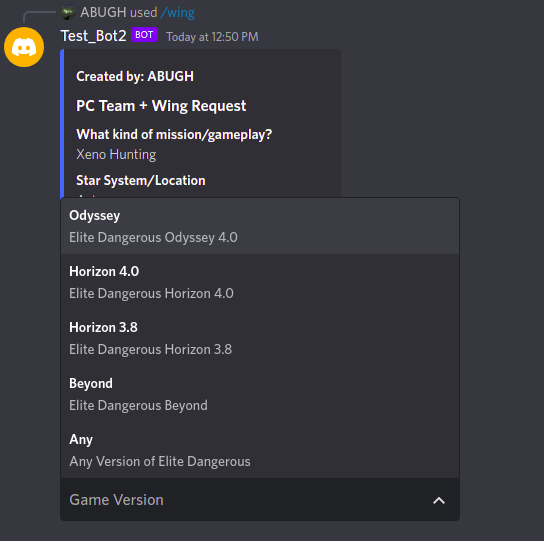 ABUGH used /wing
Test_Bot2 BOT Today at 12:50 PM
Created by: ABUGH
PC Team + Wing Request
What kind of mission/gameplay?
Xeno Hunting
Star System/Location
Odyssey
Elite Dangerous Odyssey 4.0
Horizon 4.0
Elite Dangerous Horizon 4.0
Horizon 3.8
Elite Dangerous Horizon 3.8
Beyond
Elite Dangerous Beyond
Any
Any Version of Elite Dangerous
Game Version